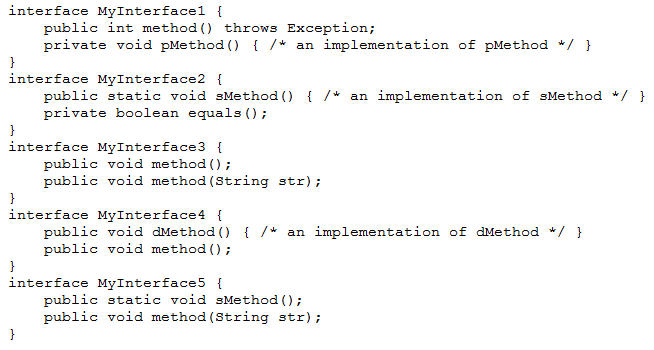 interface MyInterface1 {
    public int method() throws Exception;
    private void pMethod() { /* an implementation of pMethod */ }
}
interface MyInterface2 {
    public static void sMethod() { /* an implementation of sMethod */ }
    private boolean equals();
}
interface MyInterface3 {
    public void method();
    public void method(String str);
}
interface MyInterface4 {
    public void dMethod() { /* an implementation of dMethod */ }
    public void method();
}
interface MyInterface5 {
    public static void sMethod();
    public void method(String str);
}